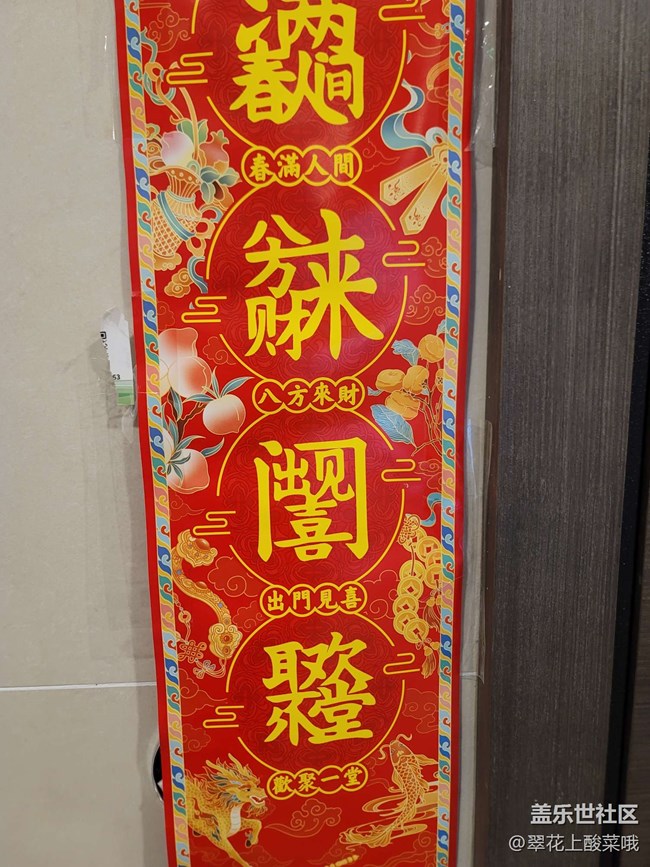 春滿人間
八方來財
出門見喜
歡聚一堂
53
盖乐世社区
@翠花上酸菜哦